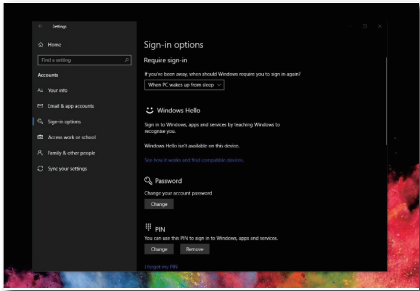 Settings
Home
Find a setting
Accounts
Your info
Email & app accounts
Sign-in options
Access work or school
Family & other people
Sync your settings
Sign-in options
Require sign-in
If you've been away, when should Windows require you to sign in again?
When PC wakes up from sleep
Windows Hello
Sign in to Windows, apps and services by teaching Windows to
recognise you.
Windows Hello isn't available on this device.
See how it works and find compatible devices.
Password
Change your account password
Change
PIN
You can use this PIN to sign in to Windows, apps and services.
Change Remove
I forgot my PIN